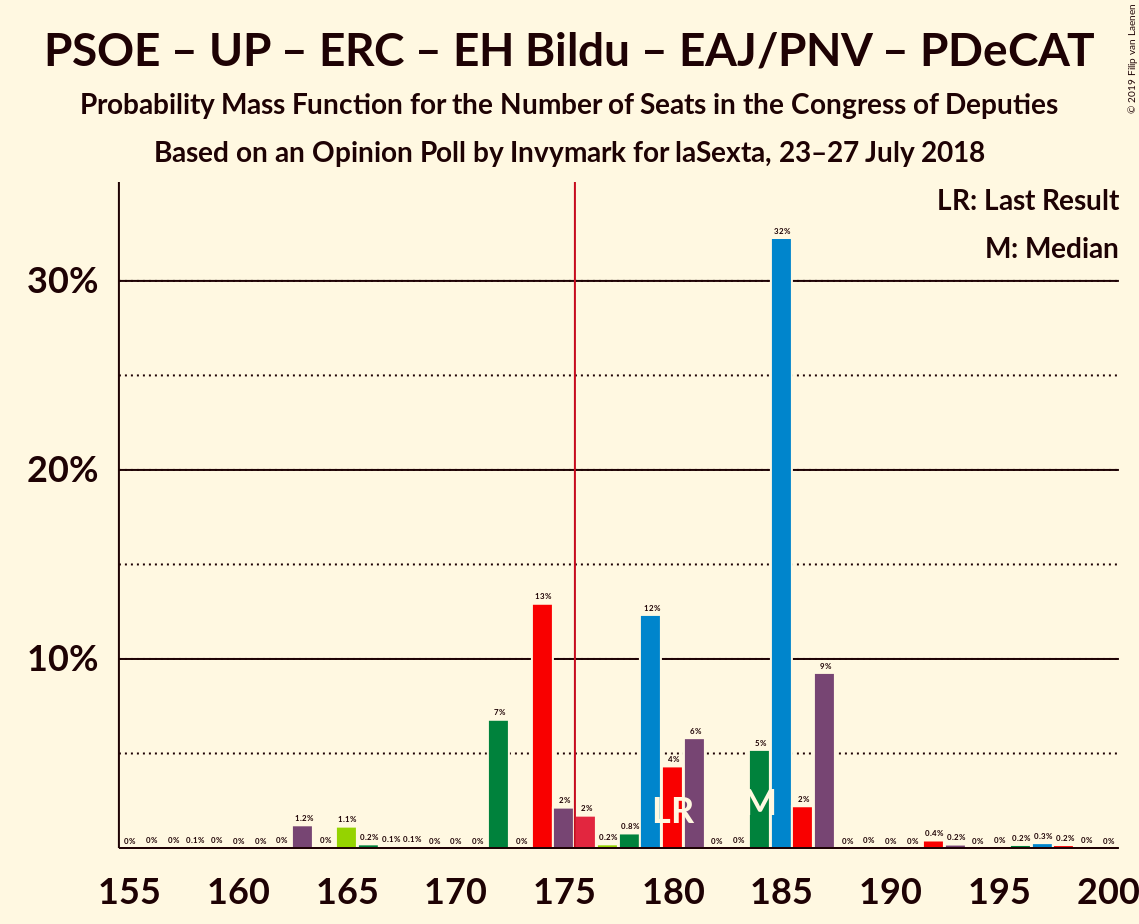 PSOE – UP – ERC – EH Bildu – EAJ/PNV – PDeCAT
Probability Mass Function for the Number of Seats in the Congress of Deputies
Based on an Opinion Poll by Invymark for laSexta, 23–27 July 2018
© 2019 Filip van Laenen
LR: Last Result
M: Median
30%
20%
10%
0% 0% 0% 0.1% 0% 0% 0% 0% 1.2% 0% 1.1% 0.2% 0.1% 0.1% 0% 0% 0% 7% 0% 13% 2% 2% 0.2% 0.8% 12% 4% 6% 0% 0% 5% 32% 2% 9% 0% 0% 0% 0% 0.4% 0.2% 0% 0% 0.2% 0.3% 0.2% 0% 0%
LR
M
155 160 165 170 175 180 185 190 195 200